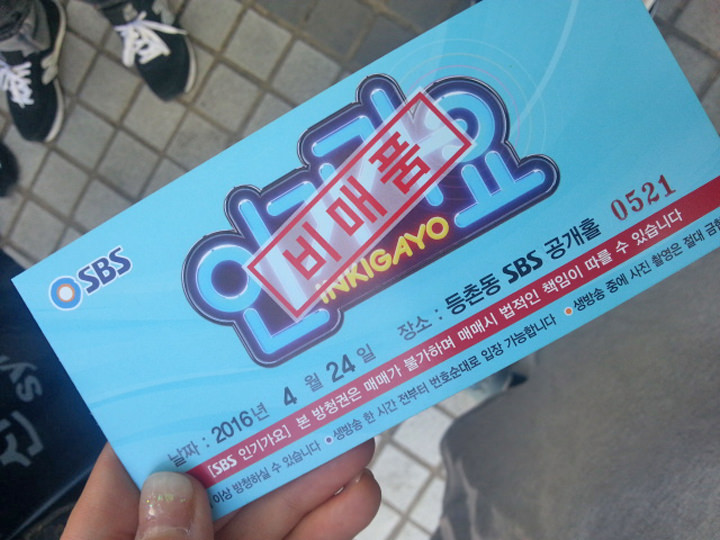 SBS
인기가요
INKIGAYO
비매품
0521
날짜 : 2016년 4월 24일 장소 : 등촌동 SBS 공개홀
[SBS 인기가요] 본 방청권은 매매가 불가하며 매매시 법적인 책임이 따를 수 있습니다
이상 방청하실 수 있습니다 생방송 한 시간 전부터 번호순대로 입장 가능합니다 생방송 중에 사진 촬영은 절대 금합